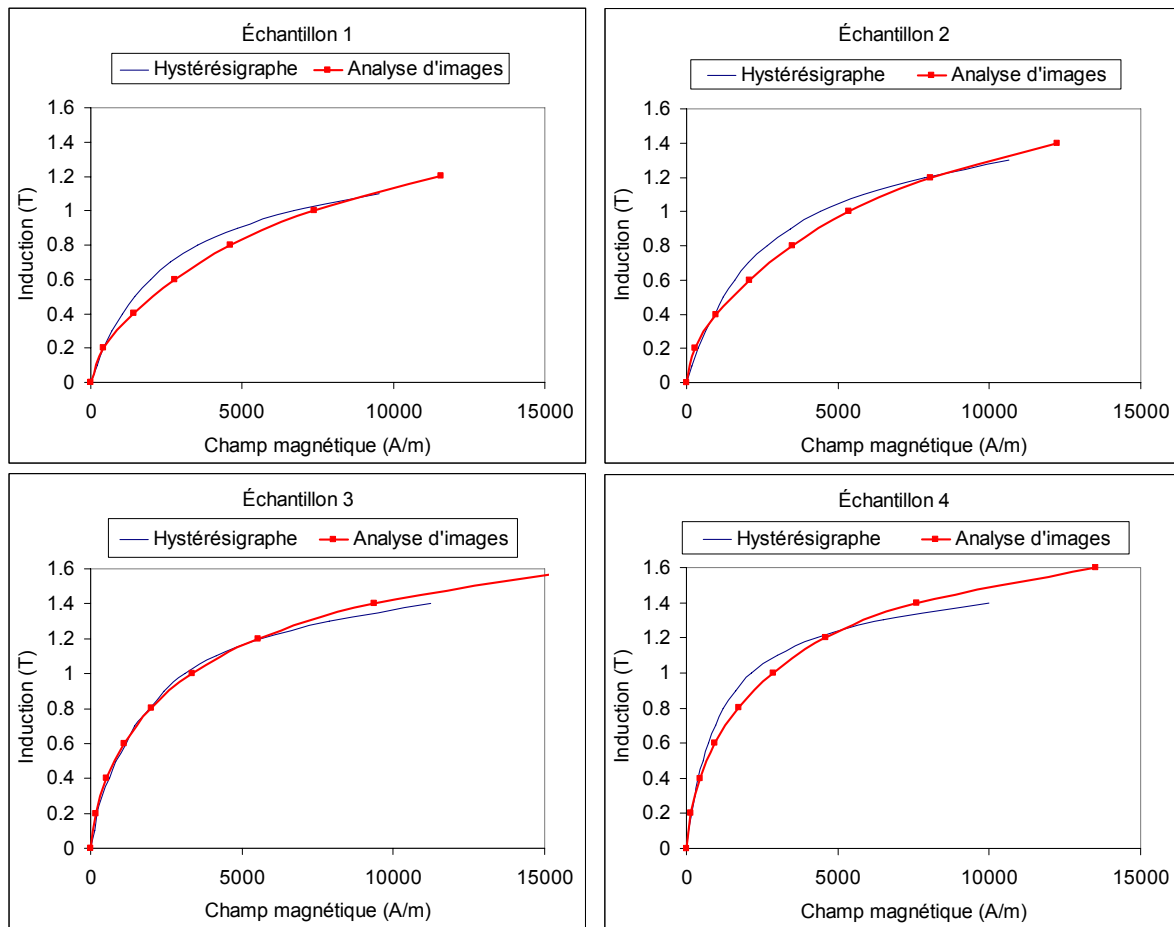 Échantillon 1
Hystérésigraphe Analyse d'images
1.6
1.4
1.2
1
0.8
0.6
0.4
0.2
0
Induction (T)
0 5000 10000 15000
Champ magnétique (A/m)
Échantillon 2
Hystérésigraphe Analyse d'images
1.6
1.4
1.2
1
0.8
0.6
0.4
0.2
0
Induction (T)
0 5000 10000 15000
Champ magnétique (A/m)
Échantillon 3
Hystérésigraphe Analyse d'images
1.6
1.4
1.2
1
0.8
0.6
0.4
0.2
0
Induction (T)
0 5000 10000 15000
Champ magnétique (A/m)
Échantillon 4
Hystérésigraphe Analyse d'images
1.6
1.4
1.2
1
0.8
0.6
0.4
0.2
0
Induction (T)
0 5000 10000 15000
Champ magnétique (A/m)